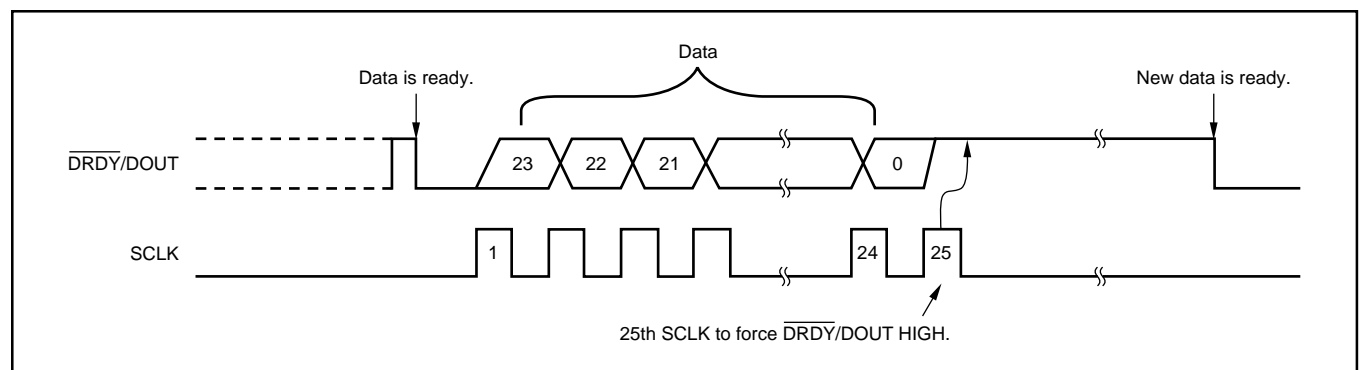 Data
Data is ready.
New data is ready.
DRDY/DOUT
23
22
21
0
SCLK
1
24
25
25th SCLK to force DRDY/DOUT HIGH.